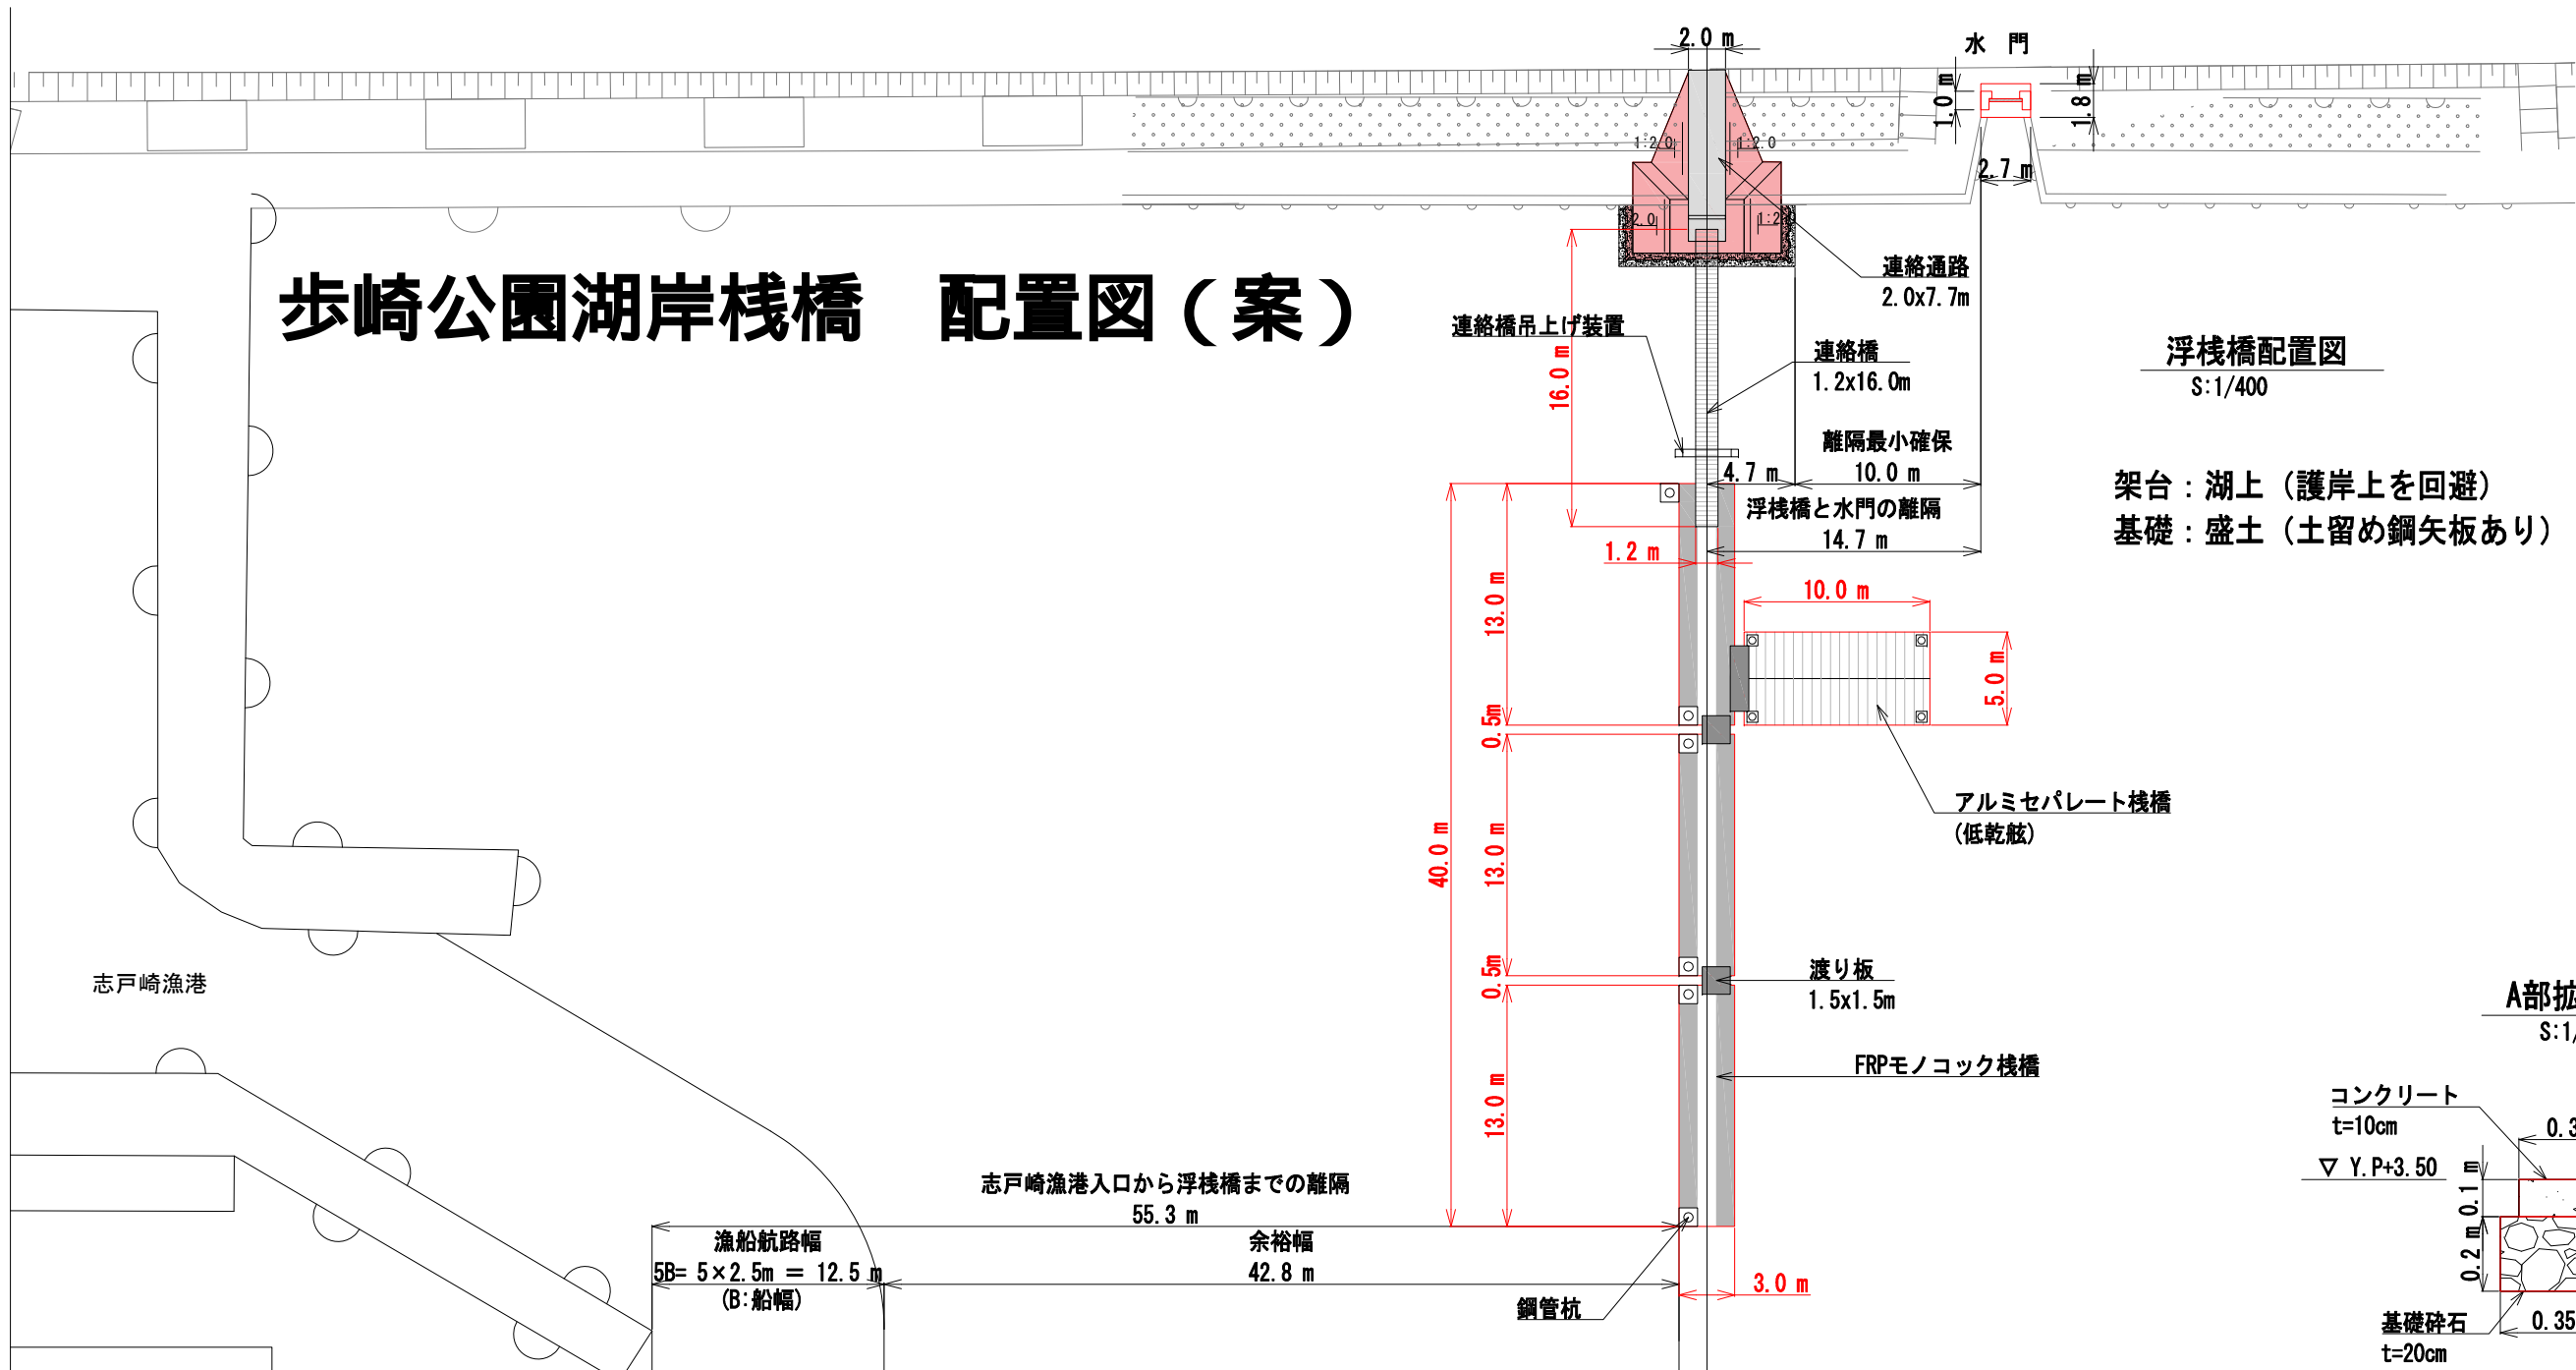 2.0 m
水　門
1.0 m
1.8 m
1:2.0
1:2.0
2.7 m
1:2.0
連絡通路
2.0x7.7m
歩崎公園湖岸桟橋　配置図（案）
連絡橋吊上げ装置
16.0 m
連絡橋
1.2x16.0m
浮桟橋配置図
S:1/400
離隔最小確保
4.7 m
10.0 m
架台：湖上（護岸上を回避）
基礎：盛土（土留め鋼矢板あり）
浮桟橋と水門の離隔
14.7 m
1.2 m
13.0 m
10.0 m
5.0 m
0.5m
アルミセパレート桟橋
(低乾舷)
40.0 m
13.0 m
0.5m
渡り板
1.5x1.5m
志戸崎漁港
FRPモノコック桟橋
13.0 m
A部拡
S:1/
コンクリート
t=10cm
0.3
▽ Y.P+3.50
0.1 m
0.2 m
志戸崎漁港入口から浮桟橋までの離隔
55.3 m
漁船航路幅
5B= 5×2.5m ＝ 12.5 m
(B:船幅)
余裕幅
42.8 m
3.0 m
鋼管杭
基礎砕石
t=20cm
0.35